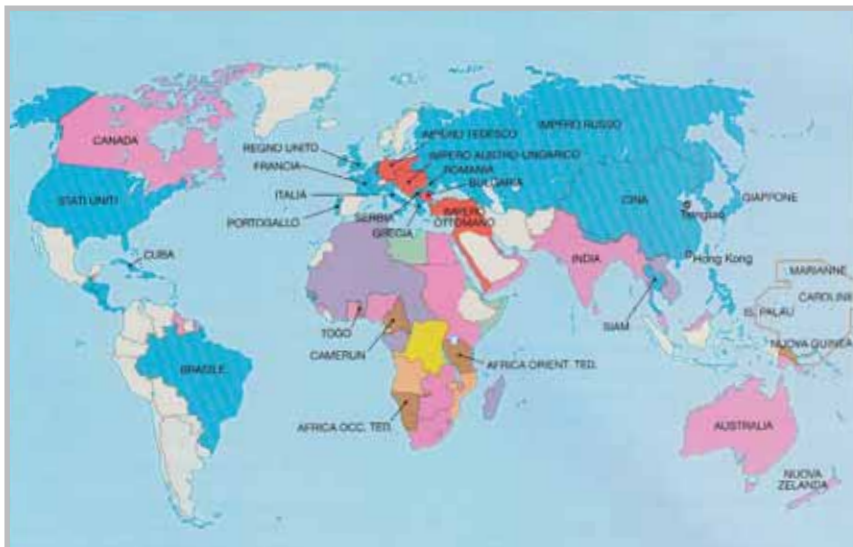 CANADA
STATI UNITI
CUBA
BRASILE
REGNO UNITO
FRANCIA
ITALIA
PORTOGALLO
SERBIA
GRECIA
IMPERO TEDESCO
IMPERO AUSTRO-UNGARICO
ROMANIA
BULGARIA
IMPERO
OTTOMANO
IMPERO RUSSO
CINA
GIAPPONE
Tsingtao
Hong Kong
INDIA
SIAM
MARIANNE
CAROLINE
IS. PALAU
NUOVA GUINEA
TOGO
CAMERUN
AFRICA ORIENT. TED.
AFRICA OCC. TED.
AUSTRALIA
NUOVA
ZELANDA